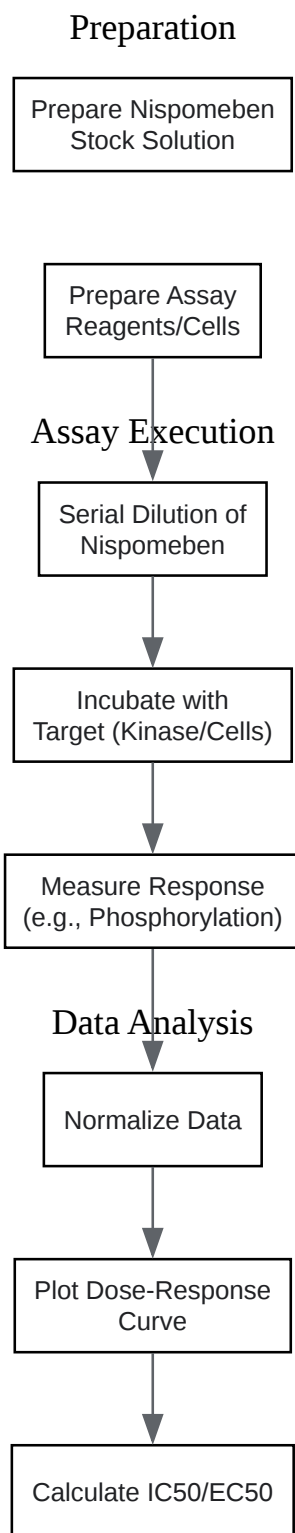 Preparation
Prepare Nispomeben
Stock Solution
Prepare Assay
Reagents/Cells
Assay Execution
Serial Dilution of
Nispomeben
Incubate with
Target (Kinase/Cells)
Measure Response
(e.g., Phosphorylation)
Data Analysis
Normalize Data
Plot Dose-Response
Curve
Calculate IC50/EC50